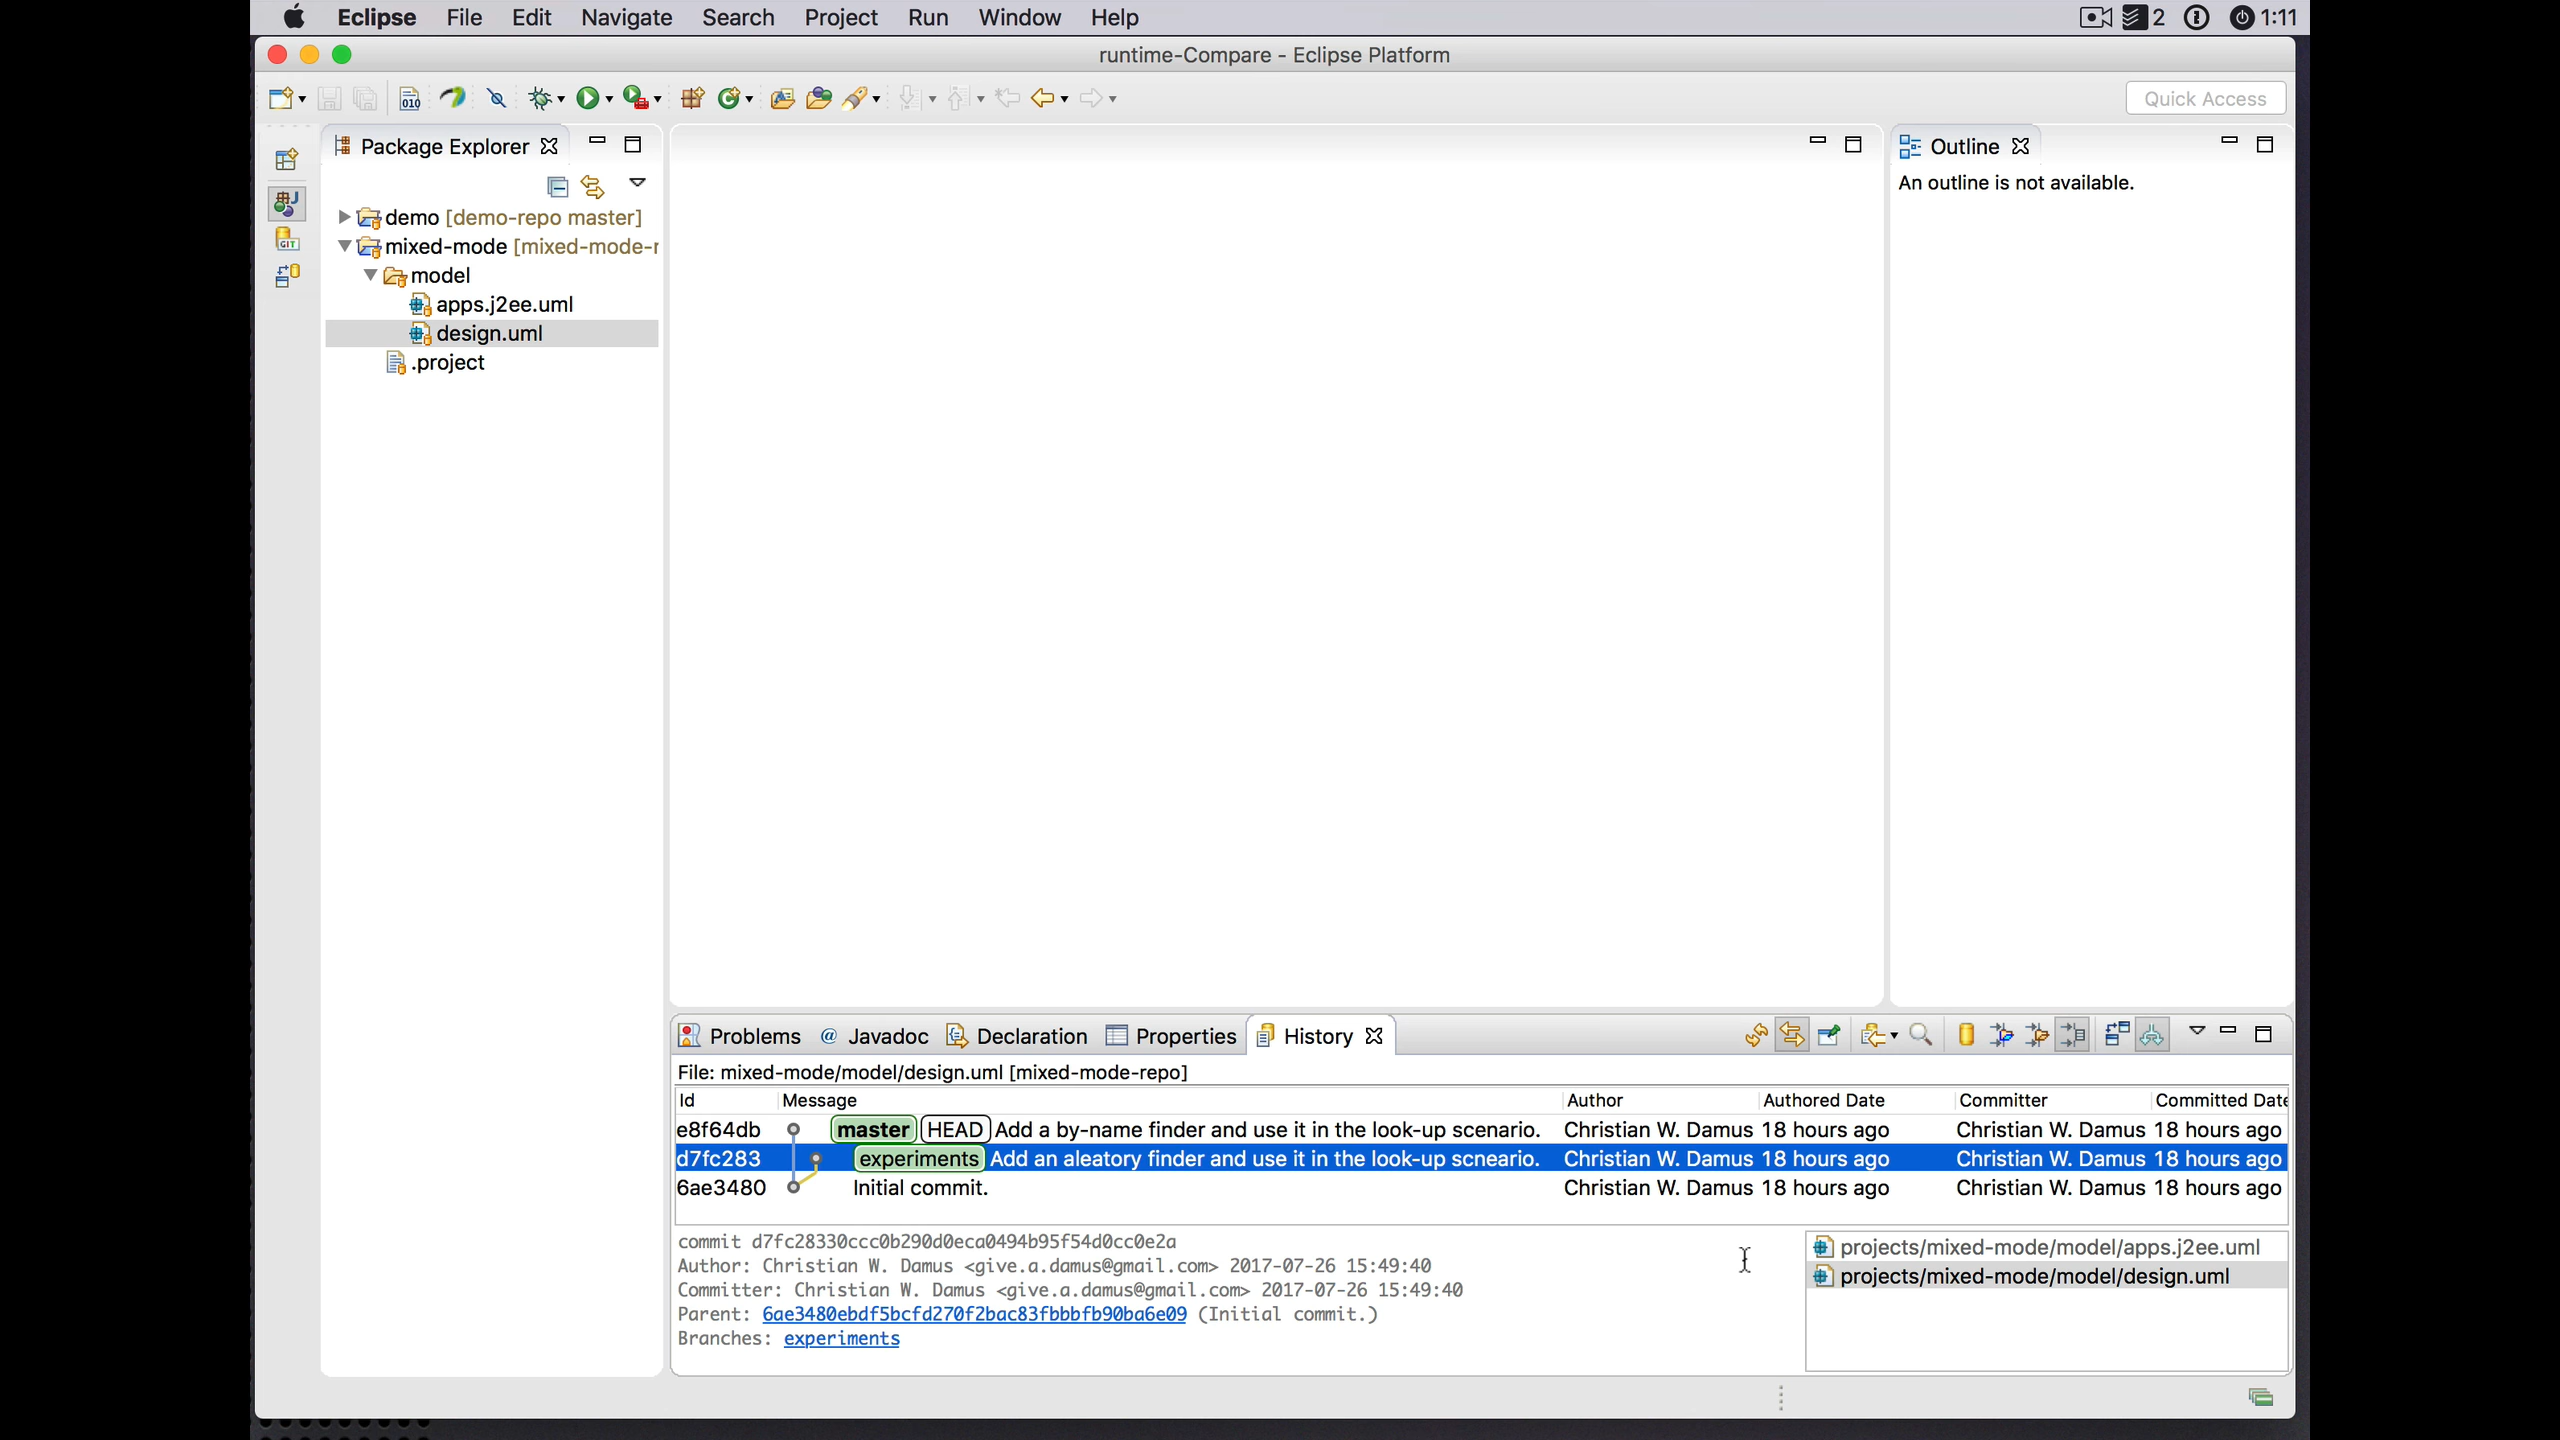 Eclipse File Edit Navigate Search Project Run Window Help 2 1:11
runtime-Compare - Eclipse Platform
010
Quick Access
Package Explorer
Outline
An outline is not available.
demo [demo-repo master]
GIT
mixed-mode [mixed-mode-r
model
apps.j2ee.uml
design.uml
.project
Problems @ Javadoc Declaration Properties History
File: mixed-mode/model/design.uml [mixed-mode-repo]
Id Message Author Authored Date Committer Committed Date
e8f64db master HEAD Add a by-name finder and use it in the look-up scenario. Christian W. Damus 18 hours ago Christian W. Damus 18 hours ago
d7fc283 experiments Add an aleatory finder and use it in the look-up scneario. Christian W. Damus 18 hours ago Christian W. Damus 18 hours ago
6ae3480 Initial commit. Christian W. Damus 18 hours ago Christian W. Damus 18 hours ago
commit d7fc28330ccc0b290d0eca0494b95f54d0cc0e2a
Author: Christian W. Damus <give.a.damus@gmail.com> 2017-07-26 15:49:40
Committer: Christian W. Damus <give.a.damus@gmail.com> 2017-07-26 15:49:40
Parent: 6ae3480ebdf5bcfd270f2bac83fbbbfb90ba6e09 (Initial commit.)
Branches: experiments
projects/mixed-mode/model/apps.j2ee.uml
projects/mixed-mode/model/design.uml